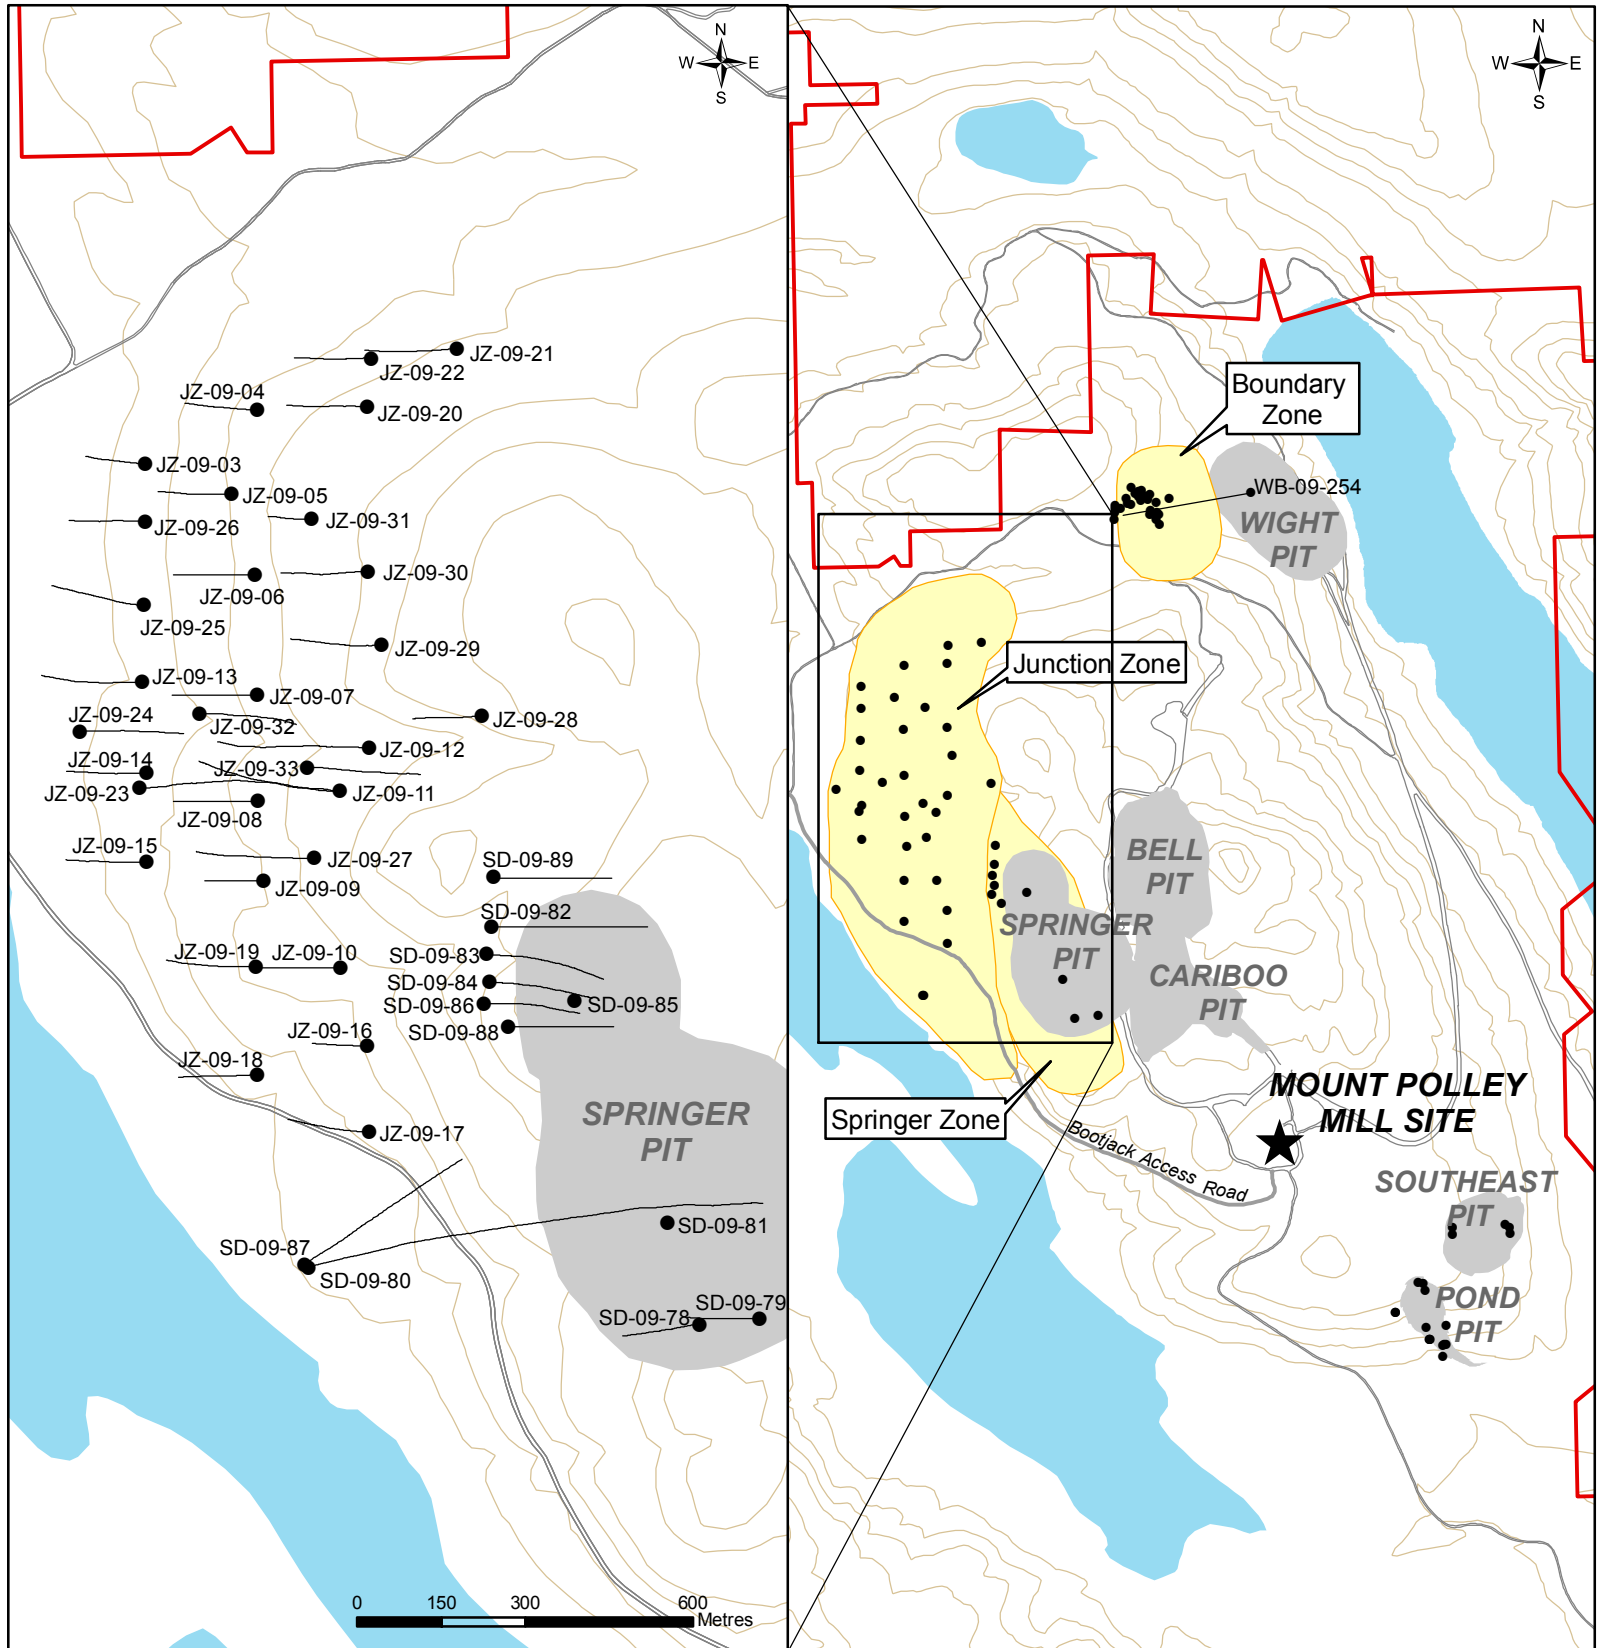 N
W E
S
JZ-09-21
JZ-09-22
JZ-09-04
JZ-09-20
JZ-09-03
JZ-09-05
JZ-09-26
JZ-09-31
JZ-09-30
JZ-09-06
JZ-09-25
JZ-09-29
JZ-09-13
JZ-09-07
JZ-09-24
JZ-09-32
JZ-09-28
JZ-09-12
JZ-09-14
JZ-09-33
JZ-09-23
JZ-09-11
JZ-09-08
JZ-09-15
JZ-09-27
SD-09-89
JZ-09-09
SD-09-82
JZ-09-19
JZ-09-10
SD-09-83
SD-09-84
SD-09-86
SD-09-85
SD-09-88
JZ-09-16
JZ-09-18
SPRINGER
PIT
JZ-09-17
SD-09-81
SD-09-87
SD-09-80
SD-09-79
SD-09-78
0 150 300 600
Metres
N
W E
S
Boundary
Zone
WB-09-254
WIGHT
PIT
Junction Zone
BELL
PIT
SPRINGER
PIT
CARIBOO
PIT
MOUNT POLLEY
MILL SITE
Springer Zone
Bootjack Access Road
SOUTHEAST
PIT
POND
PIT